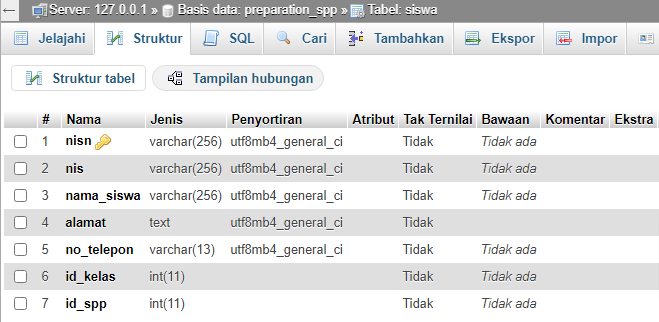 Server: 127.0.0.1 » Basis data: preparation_spp » Tabel: siswa
Jelajahi Struktur SQL Cari Tambahkan Ekspor Impor
Struktur tabel Tampilan hubungan
# Nama Jenis Penyortiran Atribut Tak Ternilai Bawaan Komentar Ekstra
1 nisn varchar(256) utf8mb4_general_ci Tidak Tidak ada
2 nis varchar(256) utf8mb4_general_ci Tidak Tidak ada
3 nama_siswa varchar(256) utf8mb4_general_ci Tidak Tidak ada
4 alamat text utf8mb4_general_ci Tidak
5 no_telepon varchar(13) utf8mb4_general_ci Tidak Tidak ada
6 id_kelas int(11) Tidak Tidak ada
7 id_spp int(11) Tidak Tidak ada